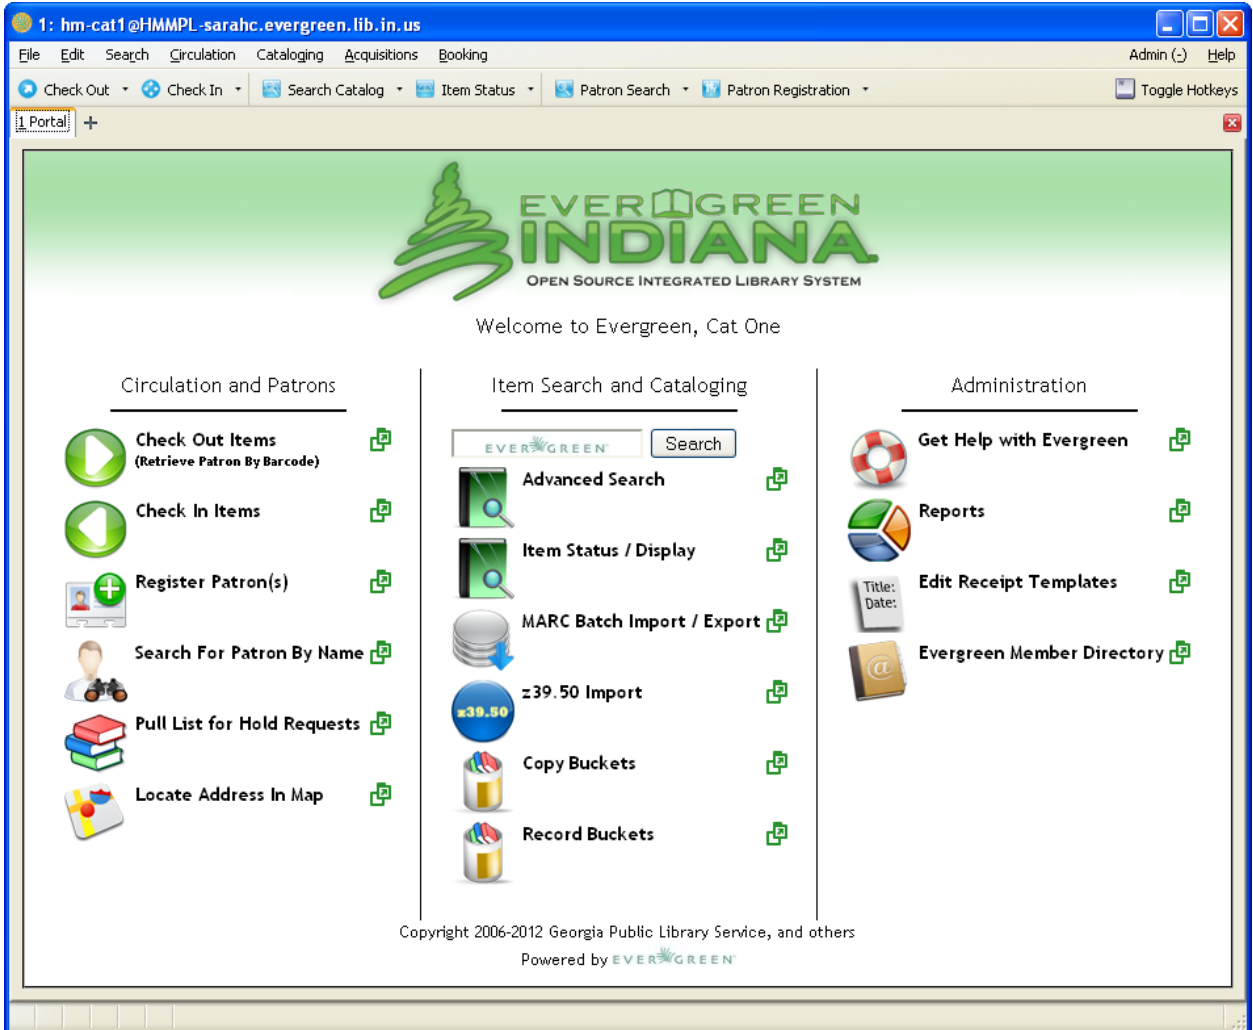 1: hm-cat1@HMMPL-sarahc.evergreen.lib.in.us
File Edit Search Circulation Cataloging Acquisitions Booking Admin (-) Help
Check Out Check In Search Catalog Item Status Patron Search Patron Registration Toggle Hotkeys
1 Portal
EVERGREEN
INDIANA
OPEN SOURCE INTEGRATED LIBRARY SYSTEM
Welcome to Evergreen, Cat One
Circulation and Patrons
Check Out Items
(Retrieve Patron By Barcode)
Check In Items
Register Patron(s)
Search For Patron By Name
Pull List for Hold Requests
Locate Address In Map
Item Search and Cataloging
EVERGREEN Search
Advanced Search
Item Status / Display
MARC Batch Import / Export
z39.50
z39.50 Import
Copy Buckets
Record Buckets
Administration
Get Help with Evergreen
Reports
Title:
Date:
Edit Receipt Templates
@
Evergreen Member Directory
Copyright 2006-2012 Georgia Public Library Service, and others
Powered by EVERGREEN